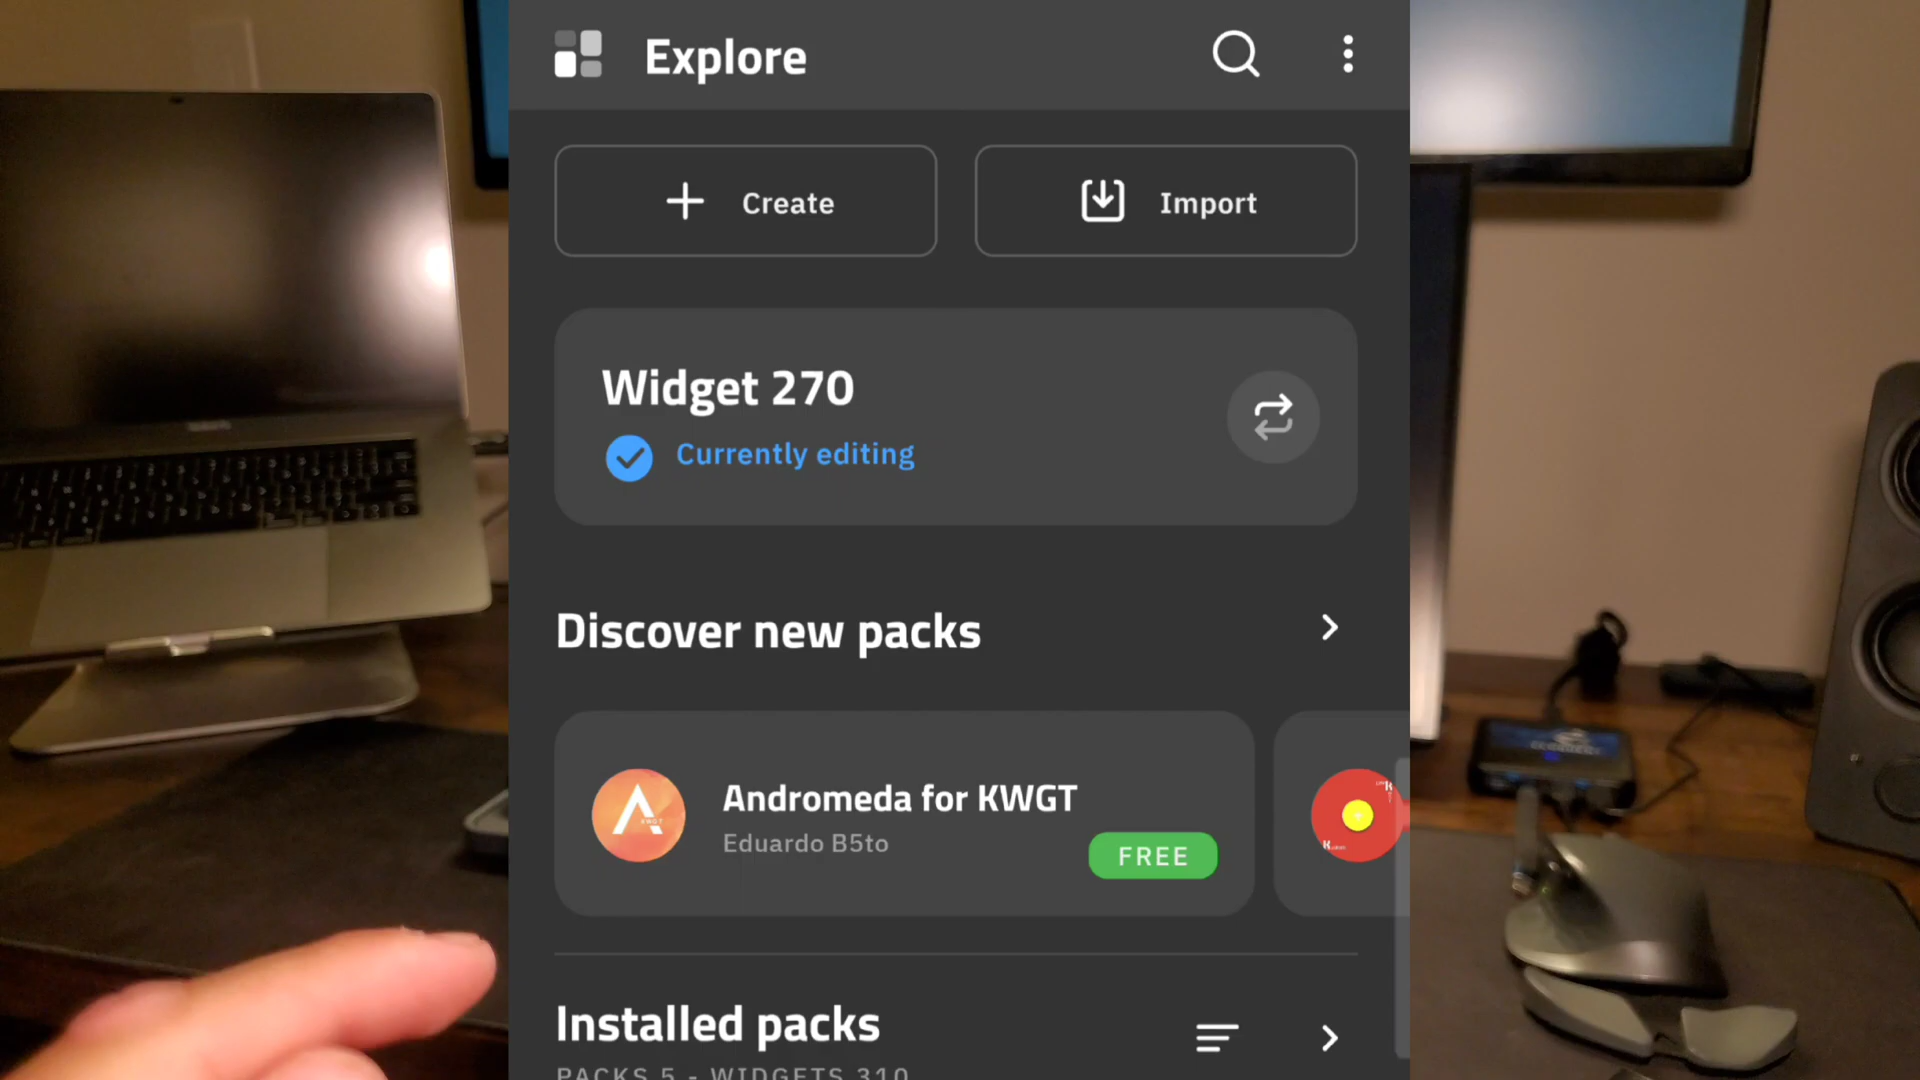 Explore
Create
Import
Widget 270
Currently editing
Discover new packs
Andromeda for KWGT
Eduardo B5to
FREE
Installed packs
PACKS 5 - WIDGETS 310